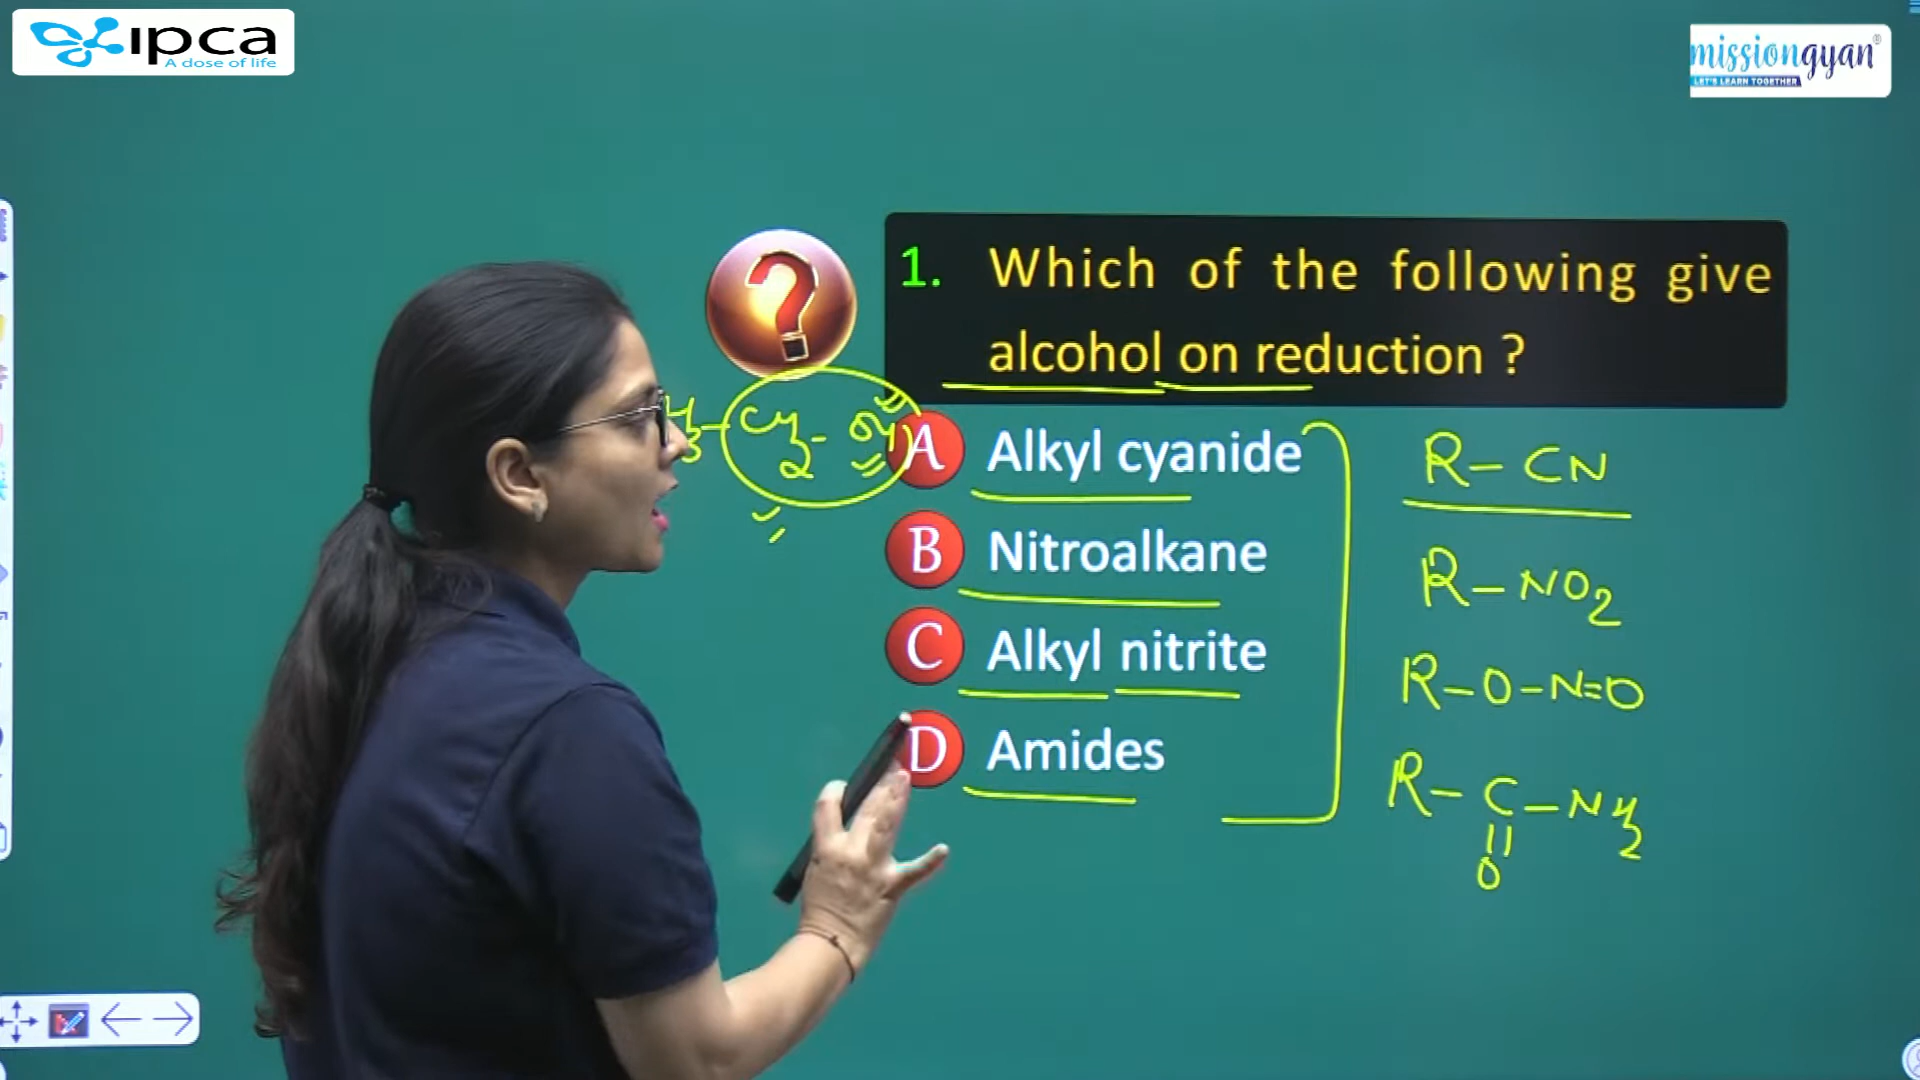 ipca
A dose of life
missiongyan
LET'S LEARN TOGETHER
1. Which of the following give
alcohol on reduction ?
A Alkyl cyanide
B Nitroalkane
C Alkyl nitrite
D Amides
R-CN
R-NO2
R-O-N=O
R-C-NH2
O